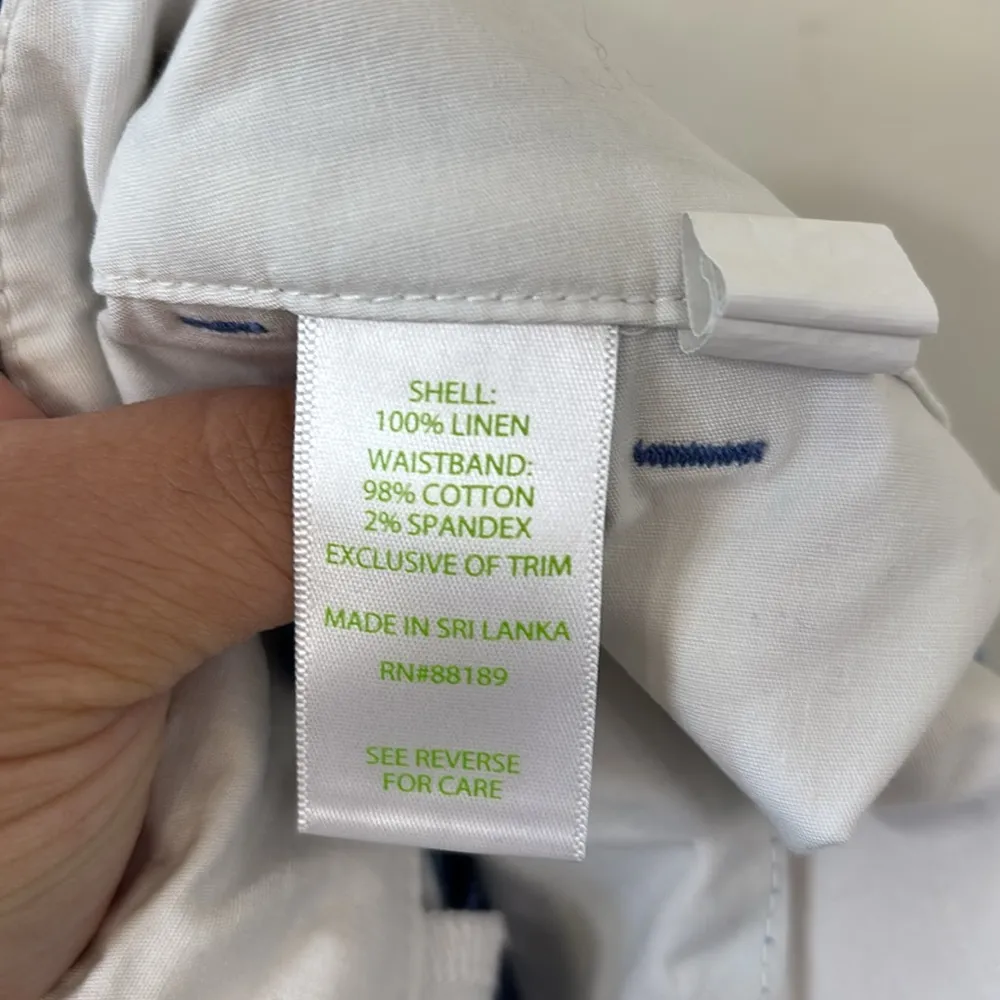 SHELL:
100% LINEN
WAISTBAND:
98% COTTON
2% SPANDEX
EXCLUSIVE OF TRIM
MADE IN SRI LANKA
RN#88189
SEE REVERSE
FOR CARE